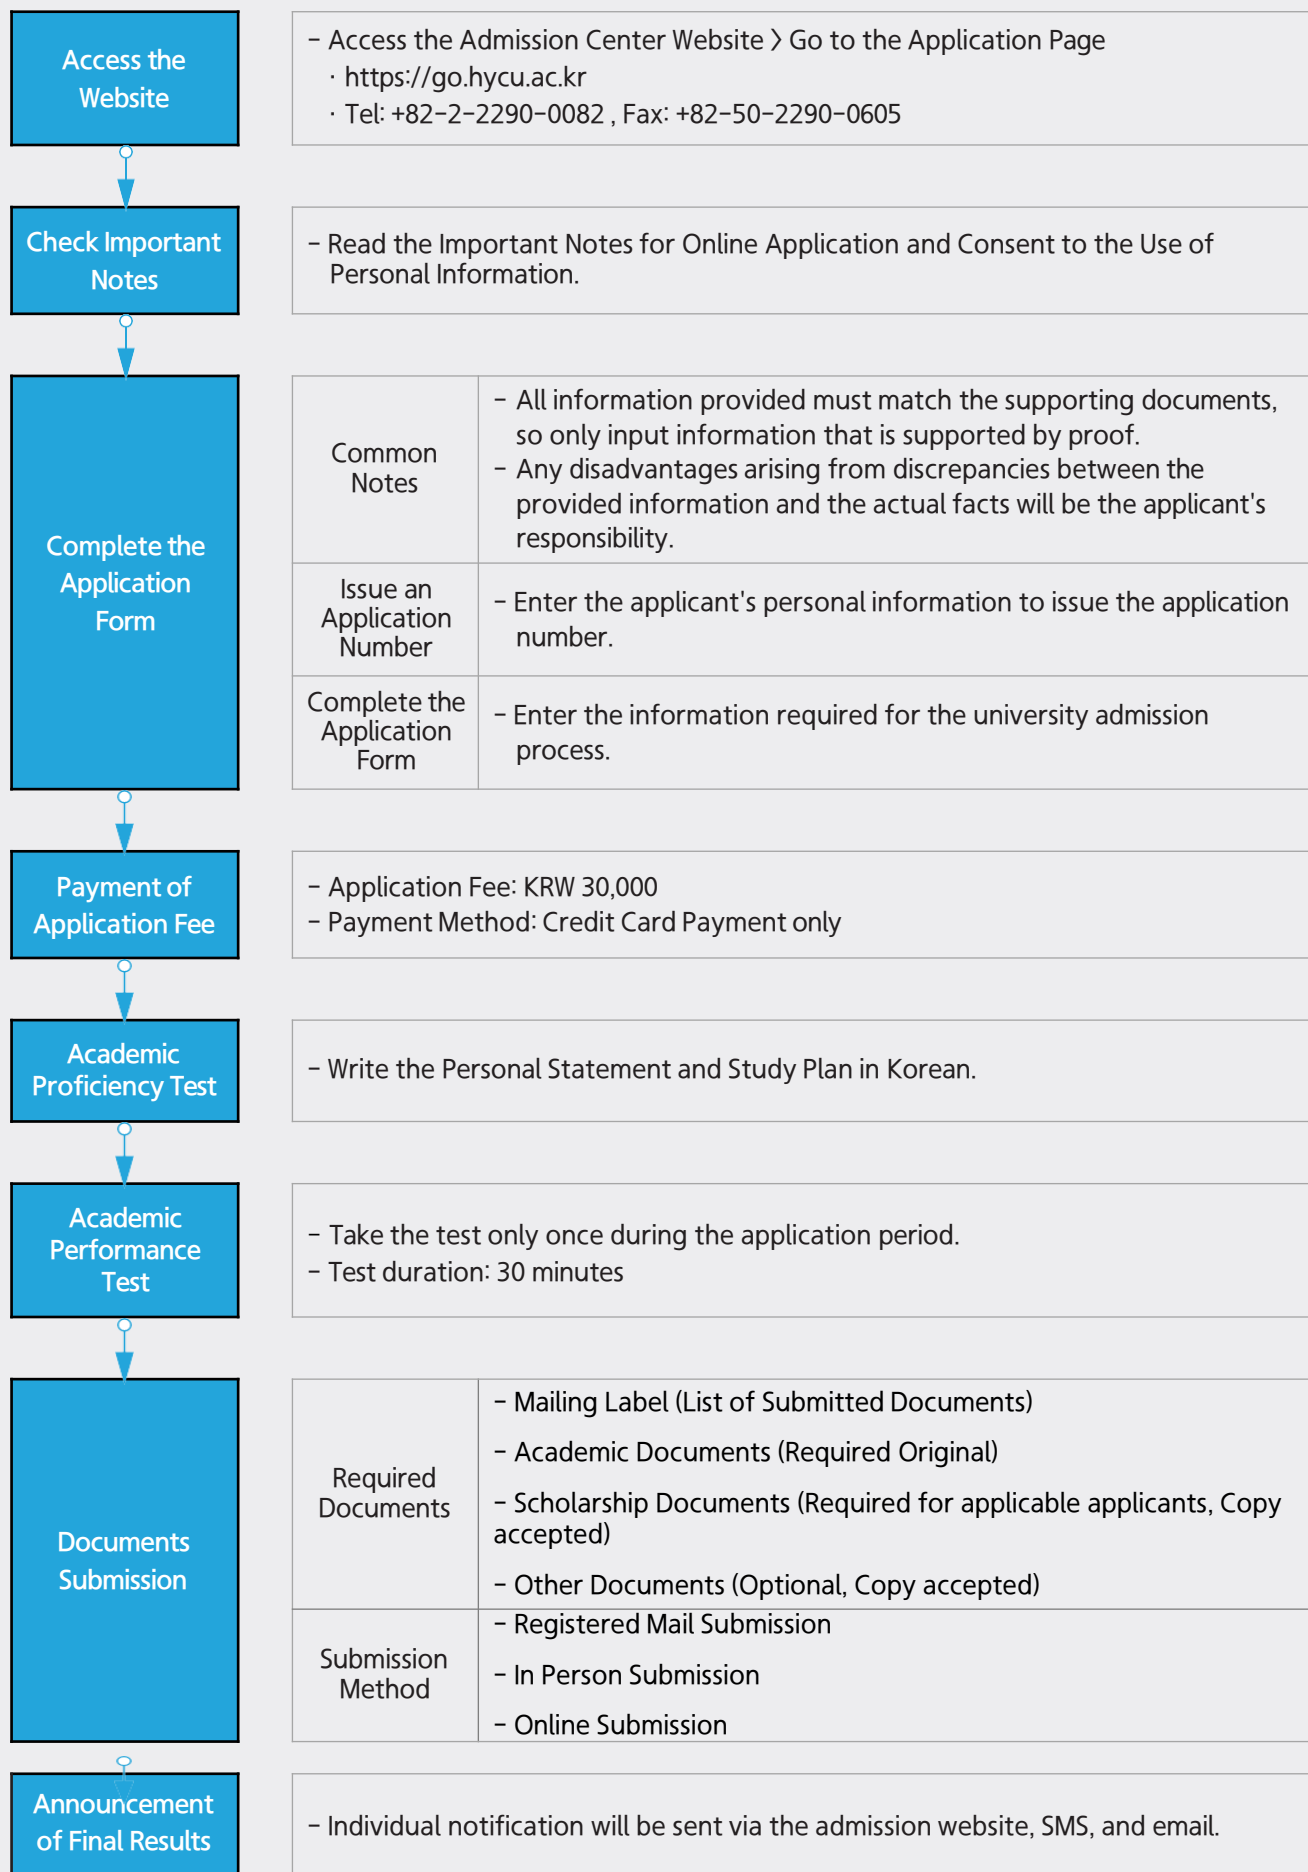 Access the
Website
- Access the Admission Center Website 〉 Go to the Application Page
· https://go.hycu.ac.kr
· Tel: +82-2-2290-0082 , Fax: +82-50-2290-0605
Check Important
Notes
- Read the Important Notes for Online Application and Consent to the Use of
Personal Information.
Complete the
Application
Form
Common
Notes
- All information provided must match the supporting documents,
so only input information that is supported by proof.
- Any disadvantages arising from discrepancies between the
provided information and the actual facts will be the applicant's
responsibility.
Issue an
Application
Number
- Enter the applicant's personal information to issue the application
number.
Complete the
Application
Form
- Enter the information required for the university admission
process.
Payment of
Application Fee
- Application Fee: KRW 30,000
- Payment Method: Credit Card Payment only
Academic
Proficiency Test
- Write the Personal Statement and Study Plan in Korean.
Academic
Performance
Test
- Take the test only once during the application period.
- Test duration: 30 minutes
Documents
Submission
Required
Documents
- Mailing Label (List of Submitted Documents)
- Academic Documents (Required Original)
- Scholarship Documents (Required for applicable applicants, Copy
accepted)
- Other Documents (Optional, Copy accepted)
Submission
Method
- Registered Mail Submission
- In Person Submission
- Online Submission
Announcement
of Final Results
- Individual notification will be sent via the admission website, SMS, and email.